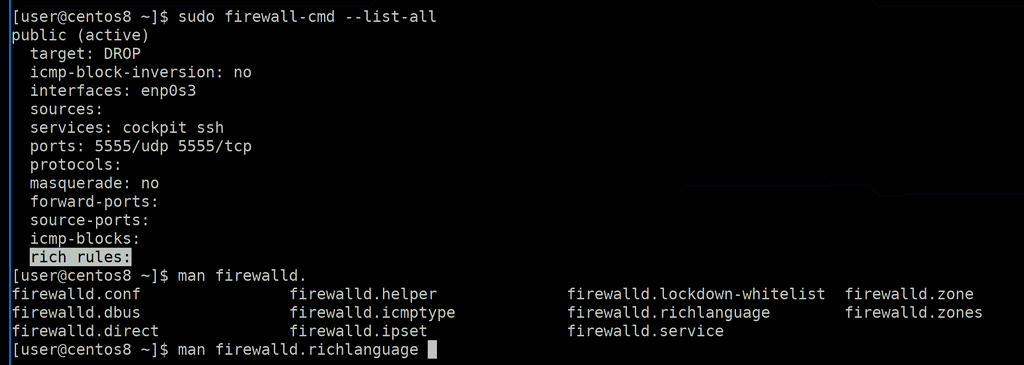 [user@centos8 ~]$ sudo firewall-cmd --list-all
public (active)
  target: DROP
  icmp-block-inversion: no
  interfaces: enp0s3
  sources:
  services: cockpit ssh
  ports: 5555/udp 5555/tcp
  protocols:
  masquerade: no
  forward-ports:
  source-ports:
  icmp-blocks:
  rich rules:
[user@centos8 ~]$ man firewalld.
firewalld.conf                firewalld.helper              firewalld.lockdown-whitelist  firewalld.zone
firewalld.dbus                firewalld.icmptype            firewalld.richlanguage        firewalld.zones
firewalld.direct              firewalld.ipset               firewalld.service
[user@centos8 ~]$ man firewalld.richlanguage